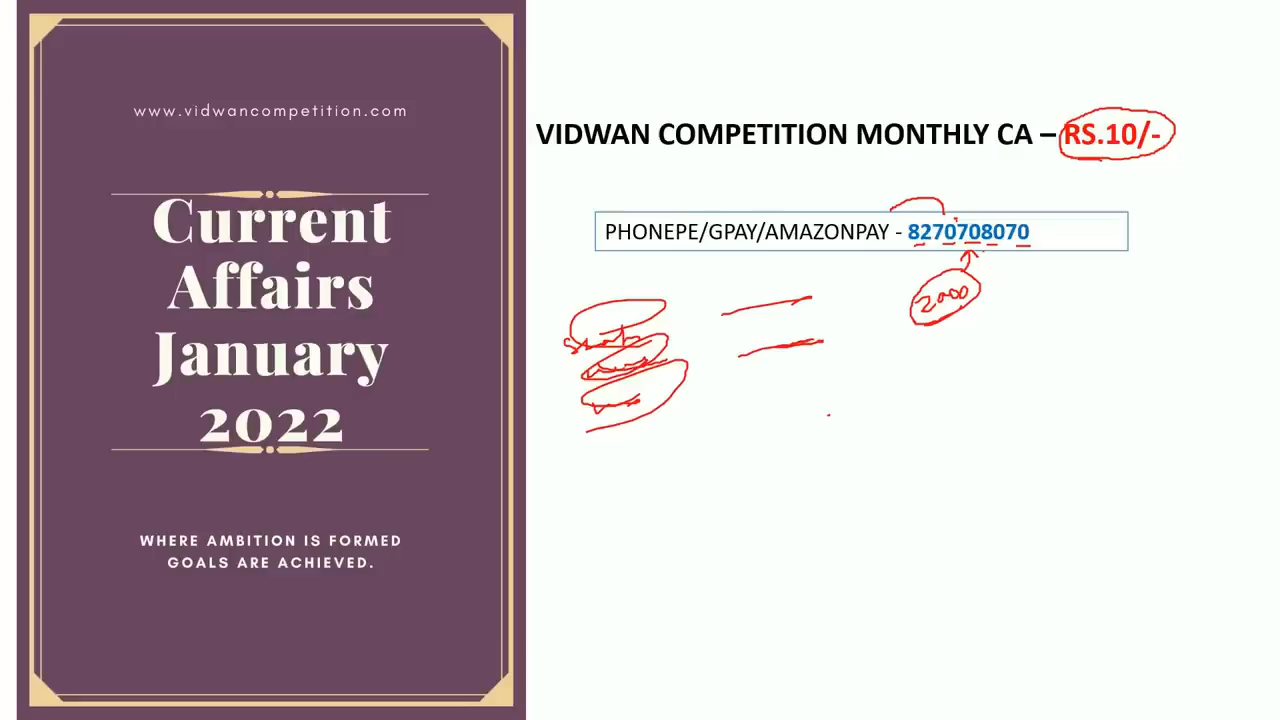 www.vidwancompetition.com
Current
Affairs
January
2022
WHERE AMBITION IS FORMED
GOALS ARE ACHIEVED.
VIDWAN COMPETITION MONTHLY CA – RS.10/-
PHONEPE/GPAY/AMAZONPAY - 8270708070
2000